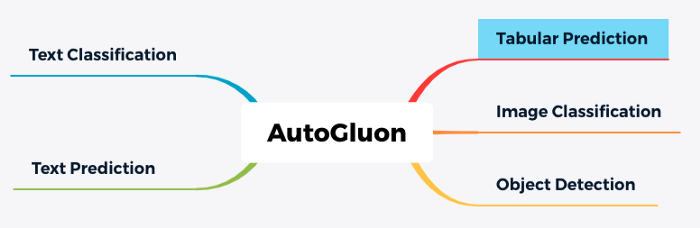 Text Classification
Tabular Prediction
AutoGluon
Image Classification
Text Prediction
Object Detection